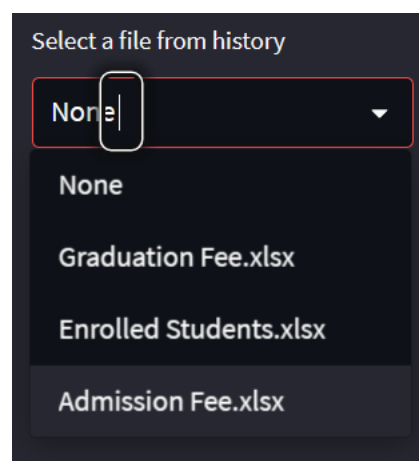 Select a file from history
None
None
Graduation Fee.xlsx
Enrolled Students.xlsx
Admission Fee.xlsx